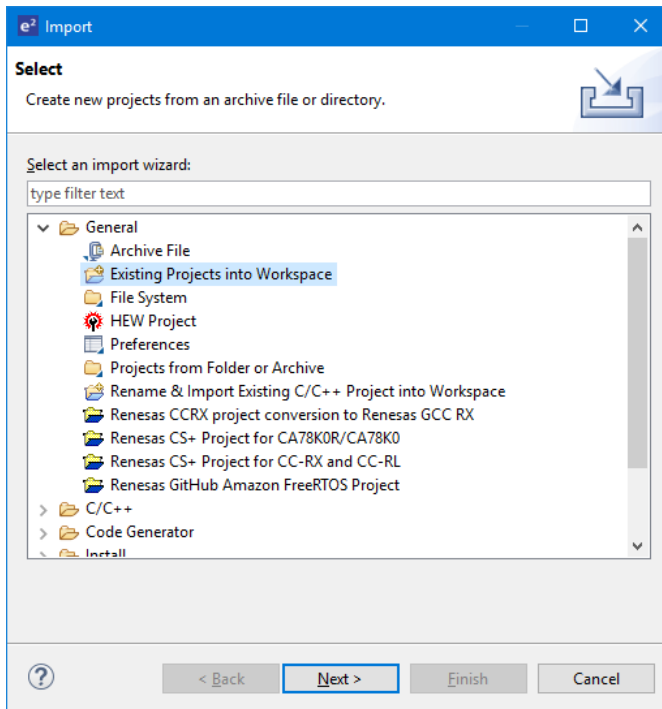 e² Import
Select
Create new projects from an archive file or directory.
Select an import wizard:
type filter text
General
Archive File
Existing Projects into Workspace
File System
HEW Project
Preferences
Projects from Folder or Archive
Rename & Import Existing C/C++ Project into Workspace
Renesas CCRX project conversion to Renesas GCC RX
Renesas CS+ Project for CA78K0R/CA78K0
Renesas CS+ Project for CC-RX and CC-RL
Renesas GitHub Amazon FreeRTOS Project
C/C++
Code Generator
Install
? < Back Next > Finish Cancel